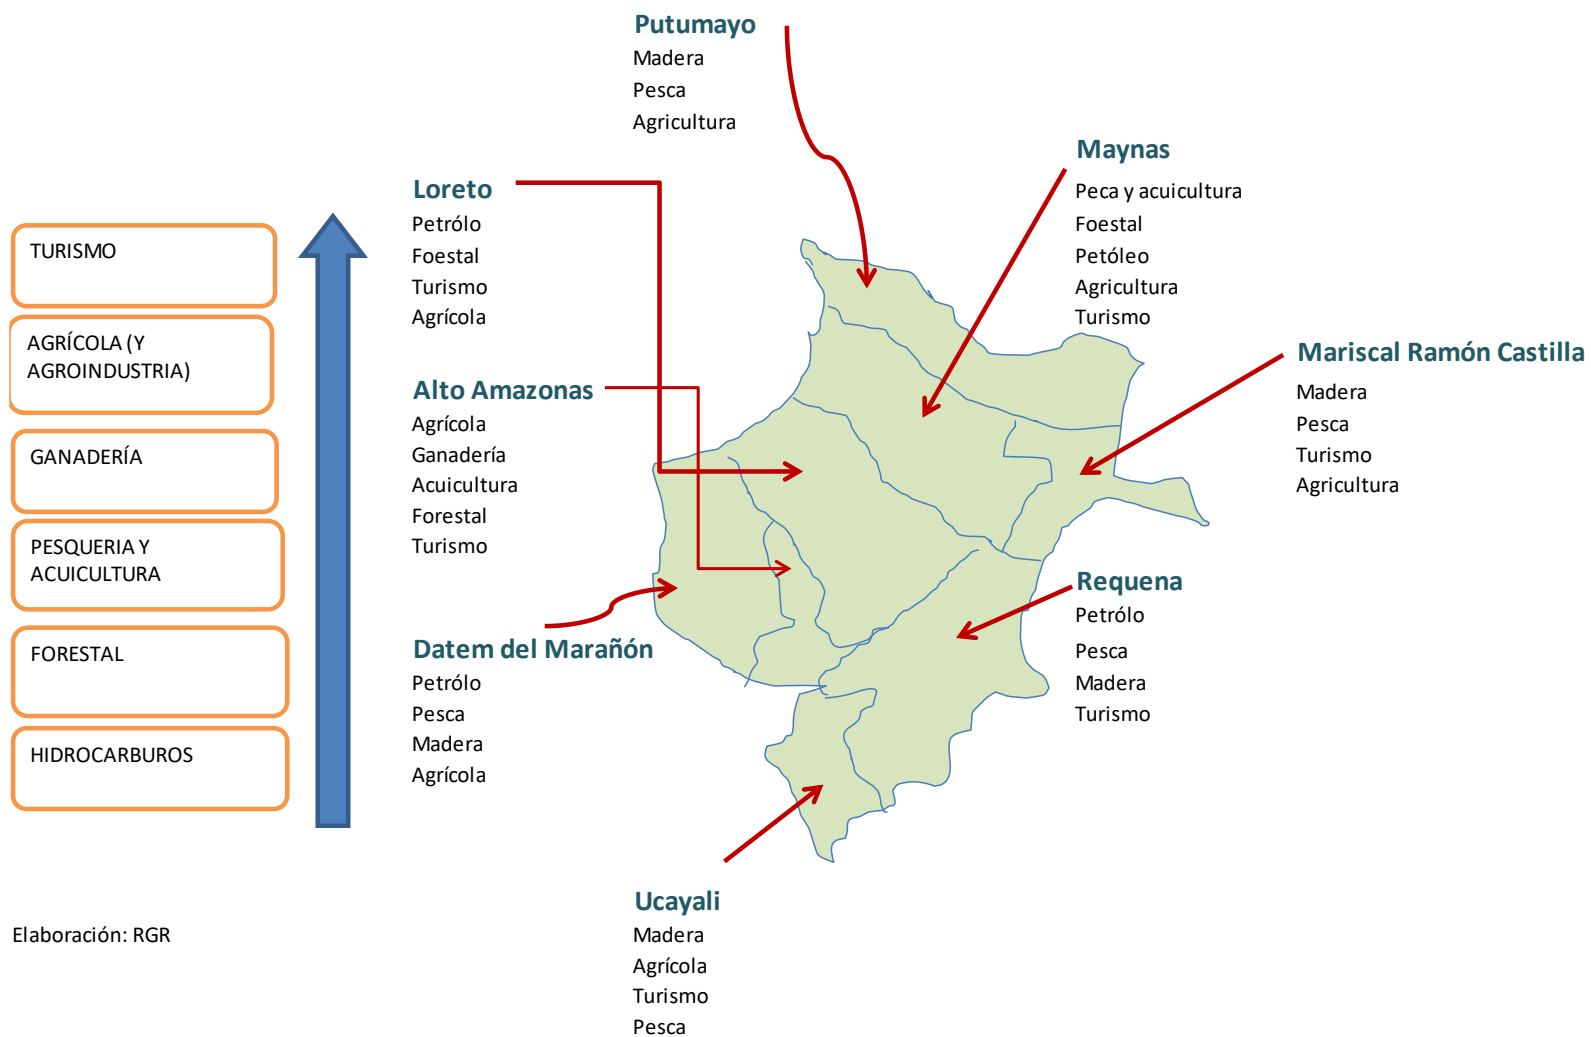 Putumayo
Madera
Pesca
Agricultura
Maynas
Peca y acuicultura
Foestal
Petóleo
Agricultura
Turismo
Loreto
Petrólo
Foestal
Turismo
Agrícola
TURISMO
AGRÍCOLA (Y
AGROINDUSTRIA)
GANADERÍA
PESQUERIA Y
ACUICULTURA
FORESTAL
HIDROCARBUROS
Mariscal Ramón Castilla
Madera
Pesca
Turismo
Agricultura
Alto Amazonas
Agrícola
Ganadería
Acuicultura
Forestal
Turismo
Requena
Petrólo
Pesca
Madera
Turismo
Datem del Marañón
Petrólo
Pesca
Madera
Agrícola
Ucayali
Madera
Agrícola
Turismo
Pesca
Elaboración: RGR